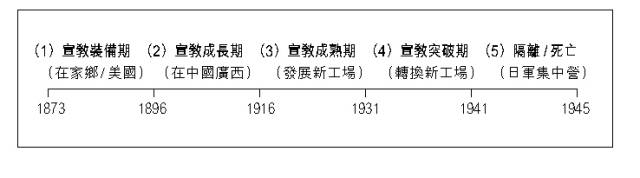 (1) 宣教裝備期 (2) 宣教成長期 (3) 宣教成熟期 (4) 宣教突破期 (5) 隔離/死亡
(在家鄉/美國) (在中國廣西) (發展新工場) (轉換新工場) (日軍集中營)
1873 1896 1916 1931 1941 1945